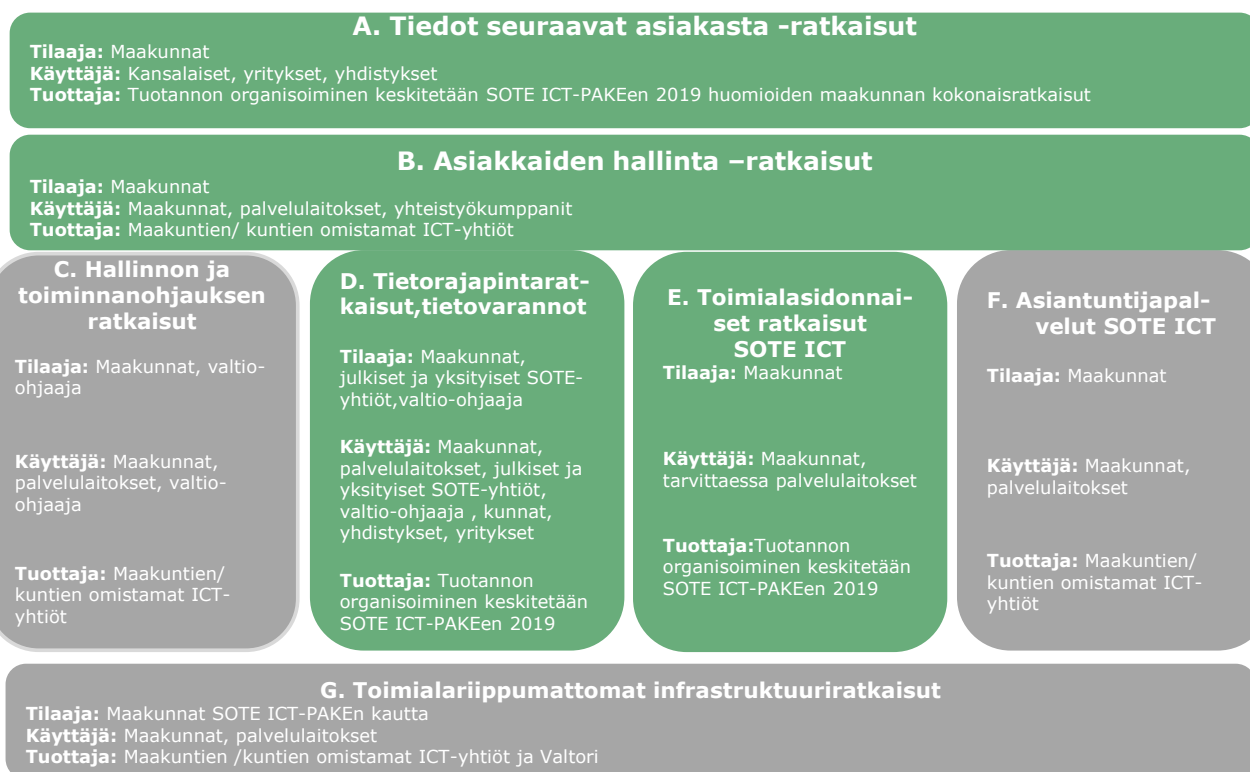 A. Tiedot seuraavat asiakasta -ratkaisut
Tilaaja: Maakunnat
Käyttäjä: Kansalaiset, yritykset, yhdistykset
Tuottaja: Tuotannon organisoiminen keskitetään SOTE ICT-PAKEen 2019 huomioiden maakunnan kokonaisratkaisut
B. Asiakkaiden hallinta –ratkaisut
Tilaaja: Maakunnat
Käyttäjä: Maakunnat, palvelulaitokset, yhteistyökumppanit
Tuottaja: Maakuntien/ kuntien omistamat ICT-yhtiöt
C. Hallinnon ja
toiminnanohjauksen
ratkaisut
Tilaaja: Maakunnat, valtio-
ohjaaja
Käyttäjä: Maakunnat,
palvelulaitokset, valtio-
ohjaaja
Tuottaja: Maakuntien/
kuntien omistamat ICT-
yhtiöt
D. Tietorajapintarat-
kaisut,tietovarannot
Tilaaja: Maakunnat,
julkiset ja yksityiset SOTE-
yhtiöt,valtio-ohjaaja
Käyttäjä: Maakunnat,
palvelulaitokset, julkiset ja
yksityiset SOTE-yhtiöt,
valtio-ohjaaja , kunnat,
yhdistykset, yritykset
Tuottaja: Tuotannon
organisoiminen keskitetään
SOTE ICT-PAKEen 2019
E. Toimialasidonnai-
set ratkaisut
SOTE ICT
Tilaaja: Maakunnat
Käyttäjä: Maakunnat,
tarvittaessa palvelulaitokset
Tuottaja:Tuotannon
organisoiminen keskitetään
SOTE ICT-PAKEen 2019
F. Asiantuntijapal-
velut SOTE ICT
Tilaaja: Maakunnat
Käyttäjä: Maakunnat,
palvelulaitokset
Tuottaja: Maakuntien/
kuntien omistamat ICT-
yhtiöt
G. Toimialariippumattomat infrastruktuuriratkaisut
Tilaaja: Maakunnat SOTE ICT-PAKEn kautta
Käyttäjä: Maakunnat, palvelulaitokset
Tuottaja: Maakuntien /kuntien omistamat ICT-yhtiöt ja Valtori